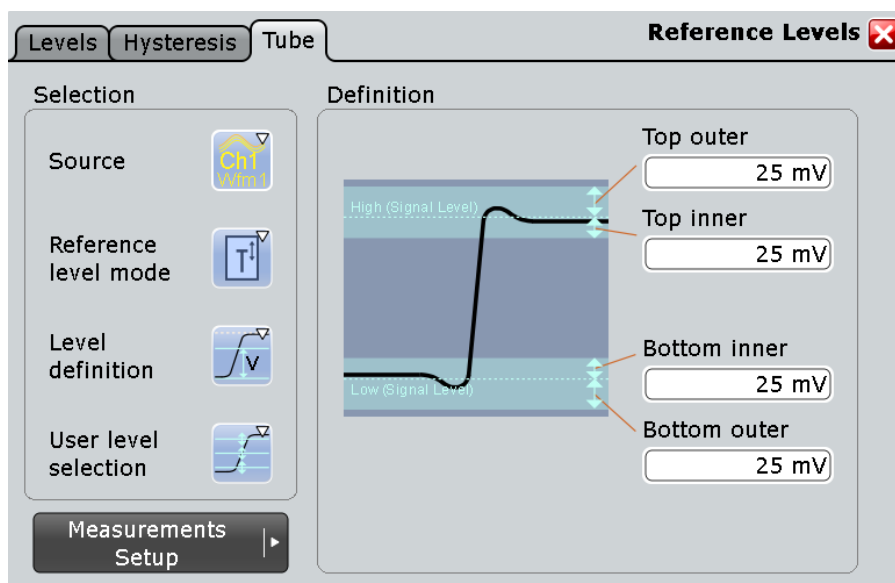 Levels
Hysteresis
Tube
Reference Levels
Selection
Source
Ch1
Wfm1
Reference
level mode
T
Level
definition
V
User level
selection
Measurements
Setup
Definition
High (Signal Level)
Low (Signal Level)
Top outer
25 mV
Top inner
25 mV
Bottom inner
25 mV
Bottom outer
25 mV